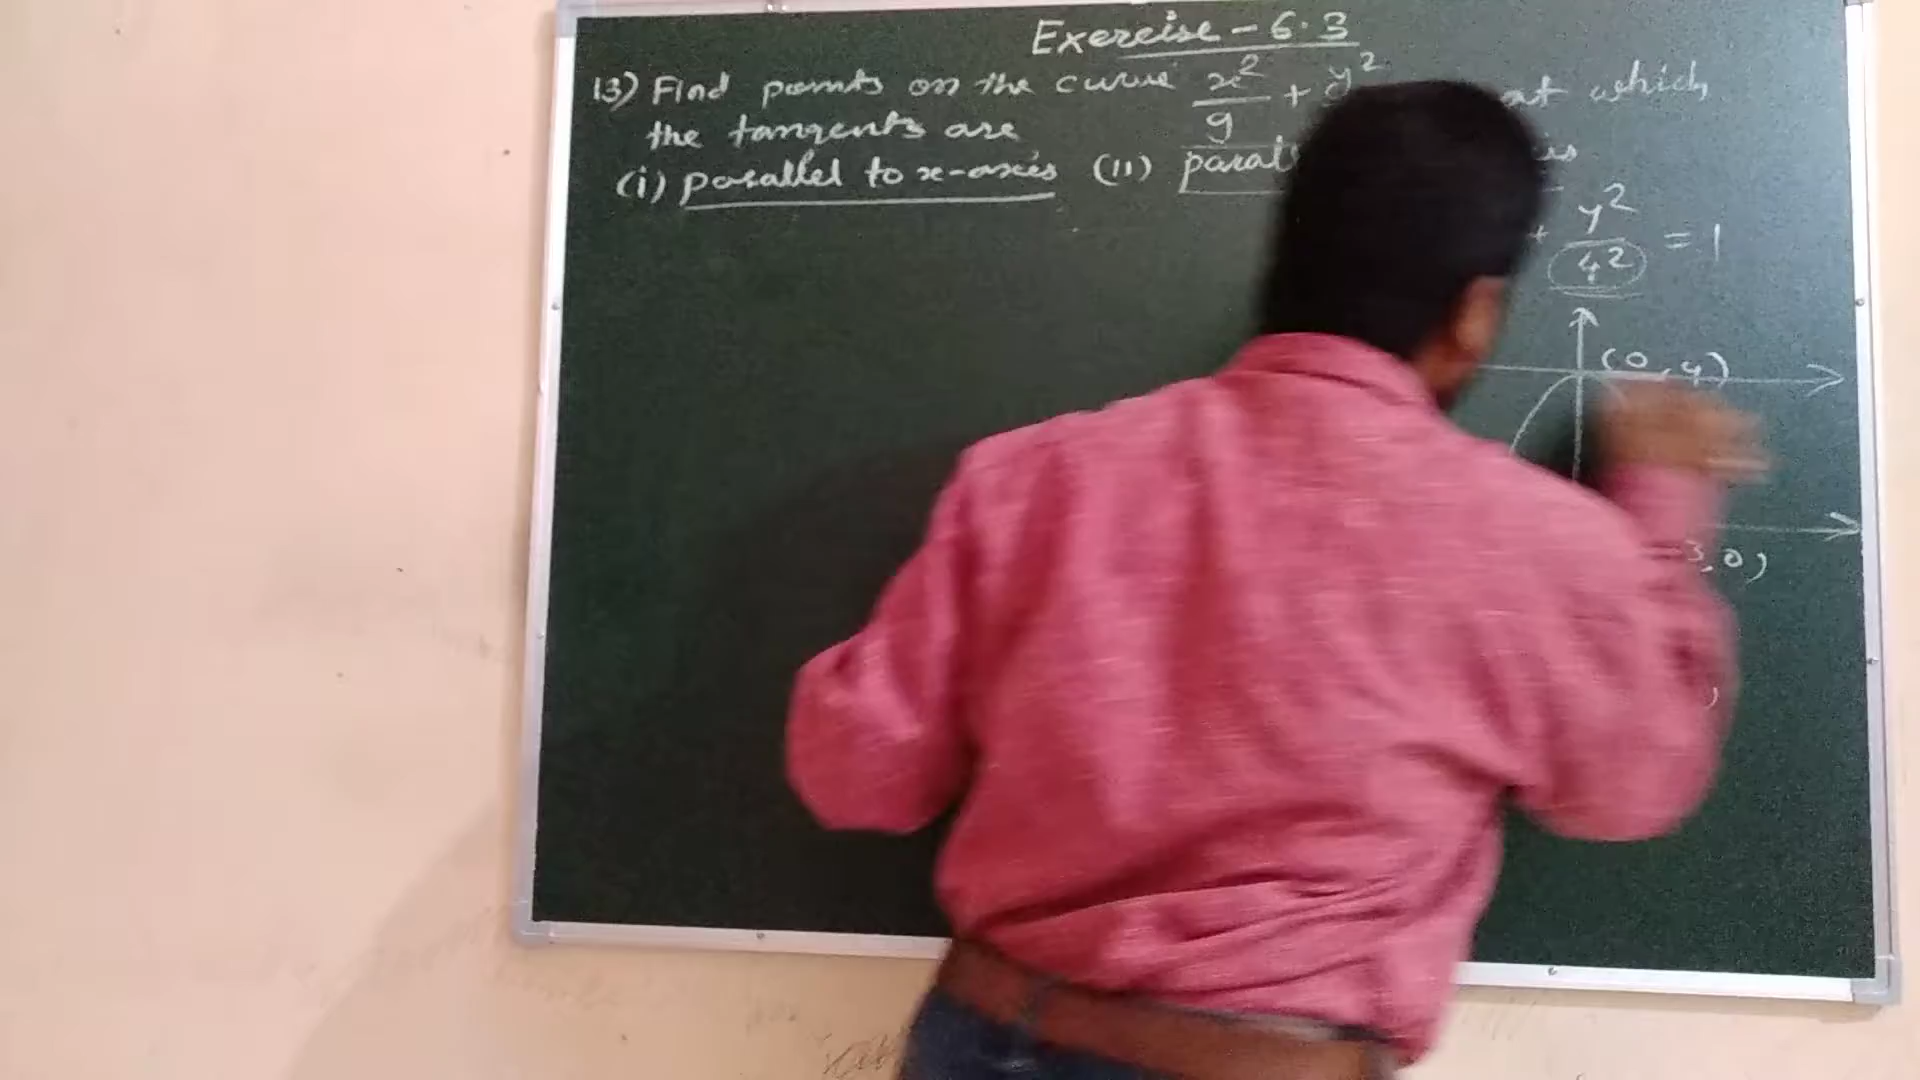 Exercise - 6.3
13) Find points on the curve x²/9 + y² at which
the tangents are
(i) parallel to x-axis (ii) paral
+ y²/4² = 1
(0, 4)
3, 0)